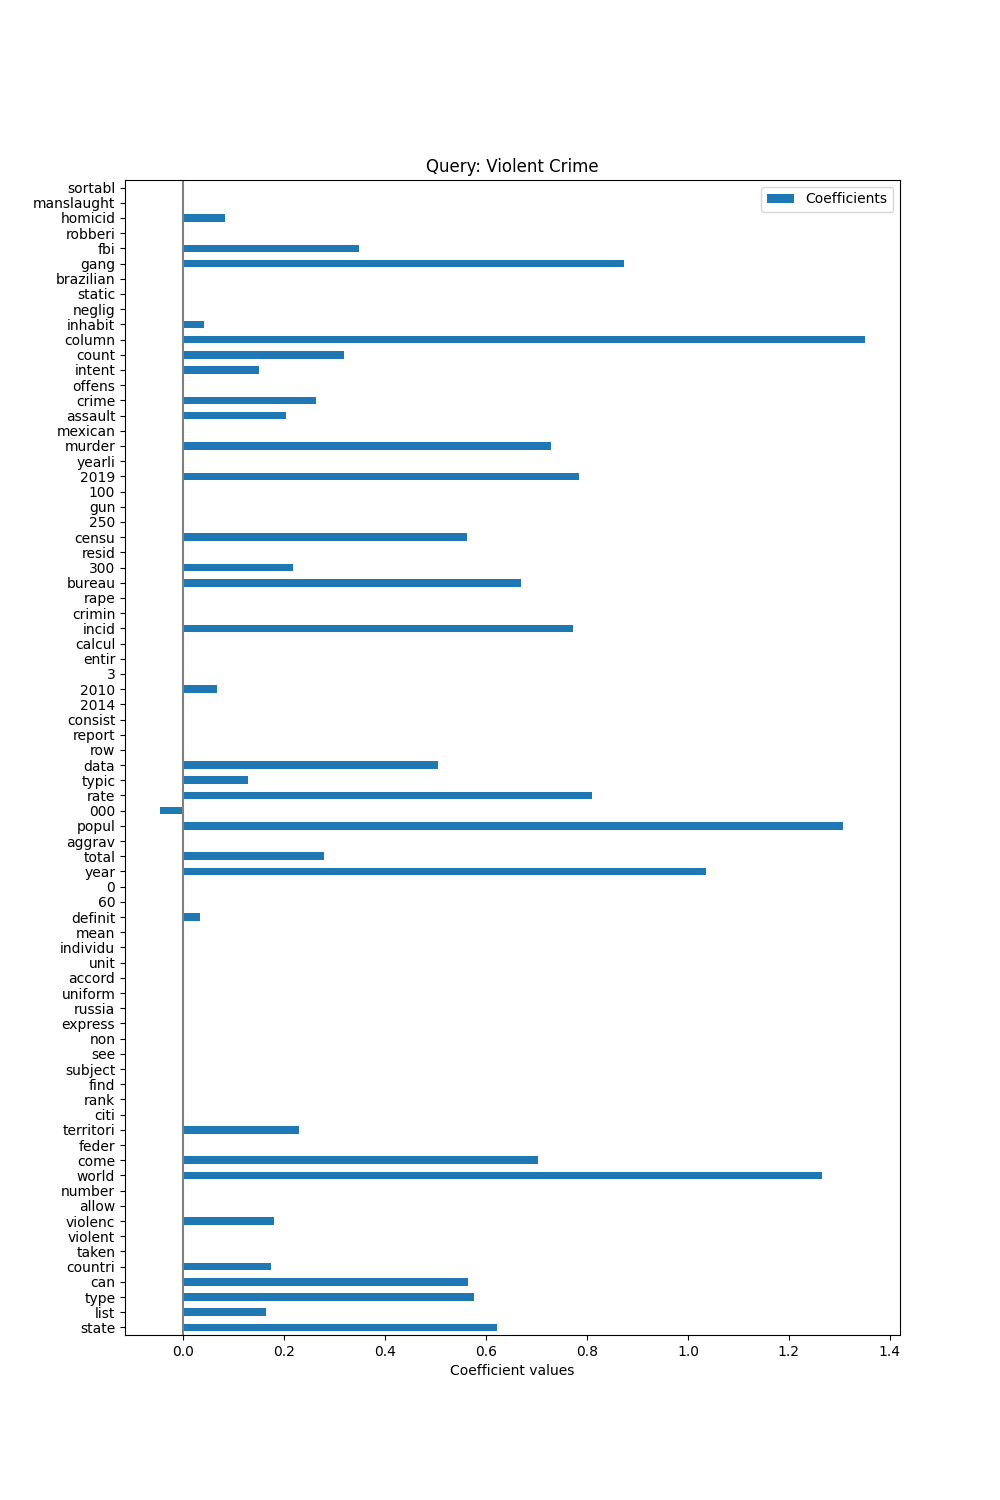 Query: Violent Crime
Coefficients
sortabl
manslaught
homicid
robberi
fbi
gang
brazilian
static
neglig
inhabit
column
count
intent
offens
crime
assault
mexican
murder
yearli
2019
100
gun
250
censu
resid
300
bureau
rape
crimin
incid
calcul
entir
3
2010
2014
consist
report
row
data
typic
rate
000
popul
aggrav
total
year
0
60
definit
mean
individu
unit
accord
uniform
russia
express
non
see
subject
find
rank
citi
territori
feder
come
world
number
allow
violenc
violent
taken
countri
can
type
list
state
0.0 0.2 0.4 0.6 0.8 1.0 1.2 1.4
Coefficient values